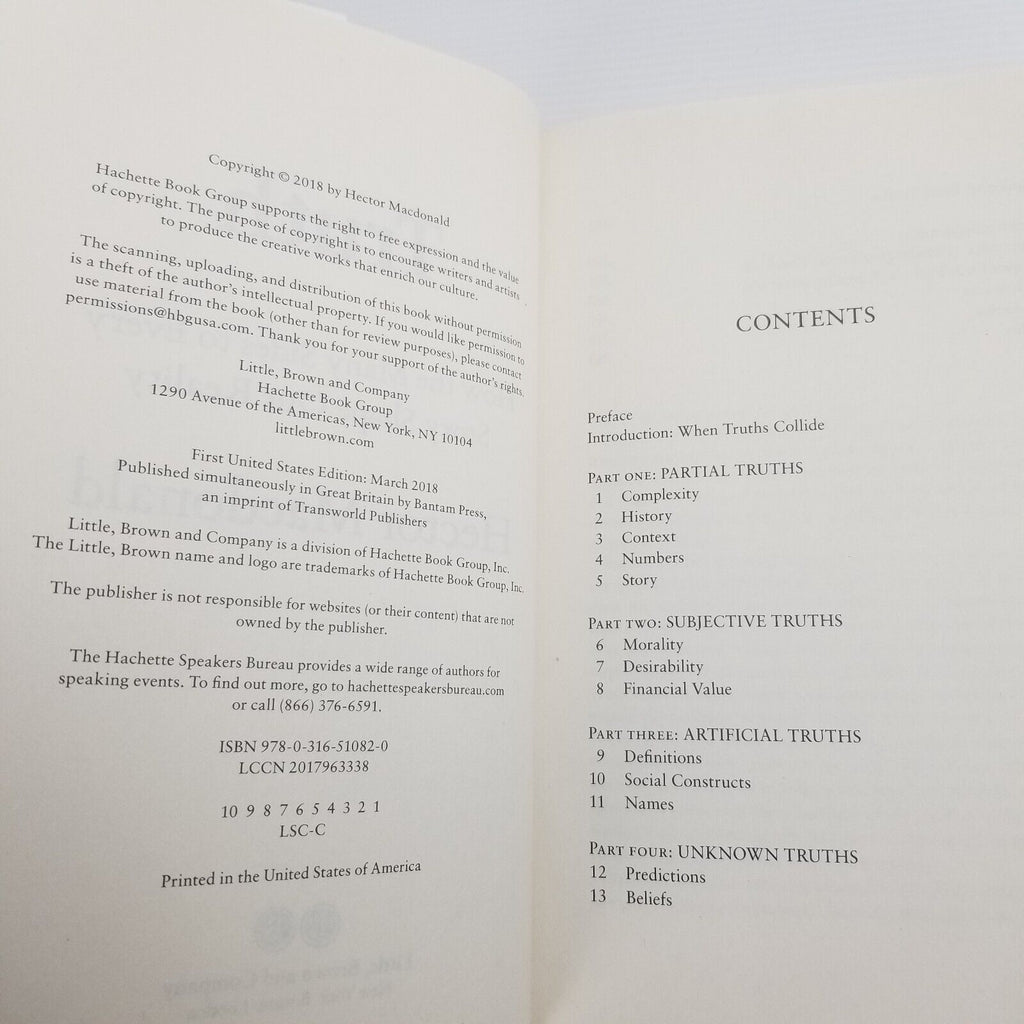 Copyright © 2018 by Hector Macdonald
Hachette Book Group supports the right to free expression and the value
of copyright. The purpose of copyright is to encourage writers and artists
to produce the creative works that enrich our culture.
The scanning, uploading, and distribution of this book without permission
is a theft of the author's intellectual property. If you would like permission to
use material from the book (other than for review purposes), please contact
permissions@hbgusa.com. Thank you for your support of the author's rights.
Little, Brown and Company
Hachette Book Group
1290 Avenue of the Americas, New York, NY 10104
littlebrown.com
First United States Edition: March 2018
Published simultaneously in Great Britain by Bantam Press,
an imprint of Transworld Publishers
Little, Brown and Company is a division of Hachette Book Group, Inc.
The Little, Brown name and logo are trademarks of Hachette Book Group, Inc.
The publisher is not responsible for websites (or their content) that are not
owned by the publisher.
The Hachette Speakers Bureau provides a wide range of authors for
speaking events. To find out more, go to hachettespeakersbureau.com
or call (866) 376-6591.
ISBN 978-0-316-51082-0
LCCN 2017963338
10 9 8 7 6 5 4 3 2 1
LSC-C
Printed in the United States of America
CONTENTS
Preface
Introduction: When Truths Collide
PART ONE: PARTIAL TRUTHS
1 Complexity
2 History
3 Context
4 Numbers
5 Story
PART TWO: SUBJECTIVE TRUTHS
6 Morality
7 Desirability
8 Financial Value
PART THREE: ARTIFICIAL TRUTHS
9 Definitions
10 Social Constructs
11 Names
PART FOUR: UNKNOWN TRUTHS
12 Predictions
13 Beliefs